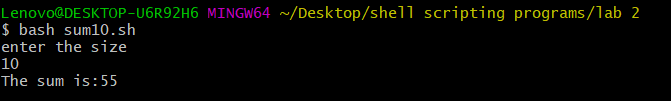 Lenovo@DESKTOP-U6R92H6 MINGW64 ~/Desktop/shell scripting programs/lab 2
$ bash sum10.sh
enter the size
10
The sum is:55